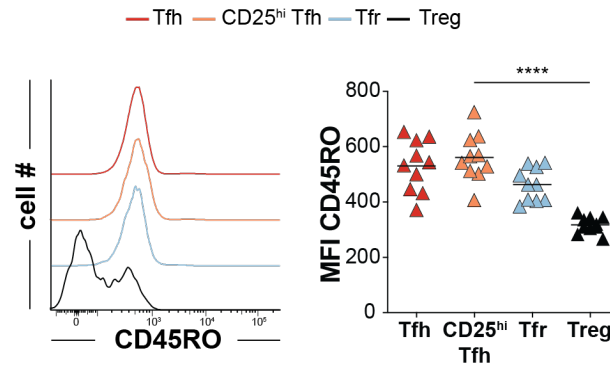 Tfh CD25hi Tfh Tfr Treg
cell #
0 10³ 10⁴ 10⁵
CD45RO
****
MFI CD45RO
800
600
400
200
0
Tfh CD25hi Tfh Tfr Treg